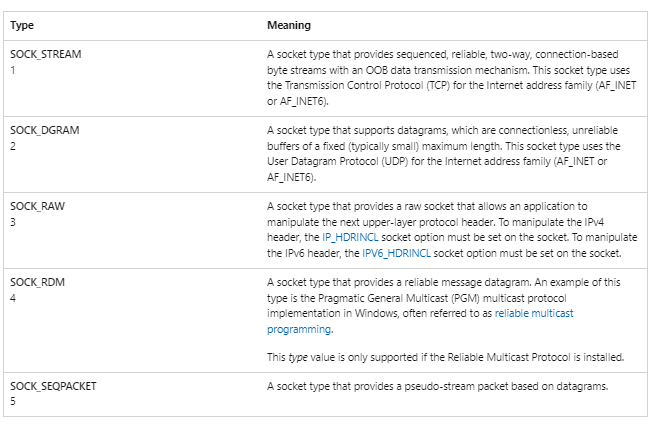 Type Meaning
SOCK_STREAM
1
A socket type that provides sequenced, reliable, two-way, connection-based
byte streams with an OOB data transmission mechanism. This socket type uses
the Transmission Control Protocol (TCP) for the Internet address family (AF_INET
or AF_INET6).
SOCK_DGRAM
2
A socket type that supports datagrams, which are connectionless, unreliable
buffers of a fixed (typically small) maximum length. This socket type uses the
User Datagram Protocol (UDP) for the Internet address family (AF_INET or
AF_INET6).
SOCK_RAW
3
A socket type that provides a raw socket that allows an application to
manipulate the next upper-layer protocol header. To manipulate the IPv4
header, the IP_HDRINCL socket option must be set on the socket. To manipulate
the IPv6 header, the IPV6_HDRINCL socket option must be set on the socket.
SOCK_RDM
4
A socket type that provides a reliable message datagram. An example of this
type is the Pragmatic General Multicast (PGM) multicast protocol
implementation in Windows, often referred to as reliable multicast
programming.
This type value is only supported if the Reliable Multicast Protocol is installed.
SOCK_SEQPACKET
5
A socket type that provides a pseudo-stream packet based on datagrams.